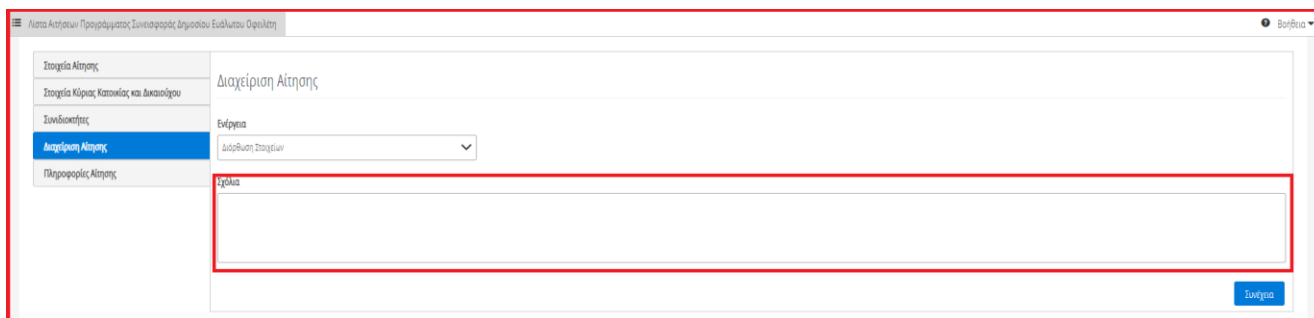 Λίστα Αιτήσεων Προγράμματος Συνεισφοράς Δημοσίου Ευάλωτου Οφειλέτη
Βοήθεια
Στοιχεία Αίτησης
Στοιχεία Κύριας Κατοικίας και Δικαιούχου
Συνιδιοκτήτες
Διαχείριση Αίτησης
Πληροφορίες Αίτησης
Διαχείριση Αίτησης
Ενέργεια
Διόρθωση Στοιχείων
Σχόλια
Συνέχεια